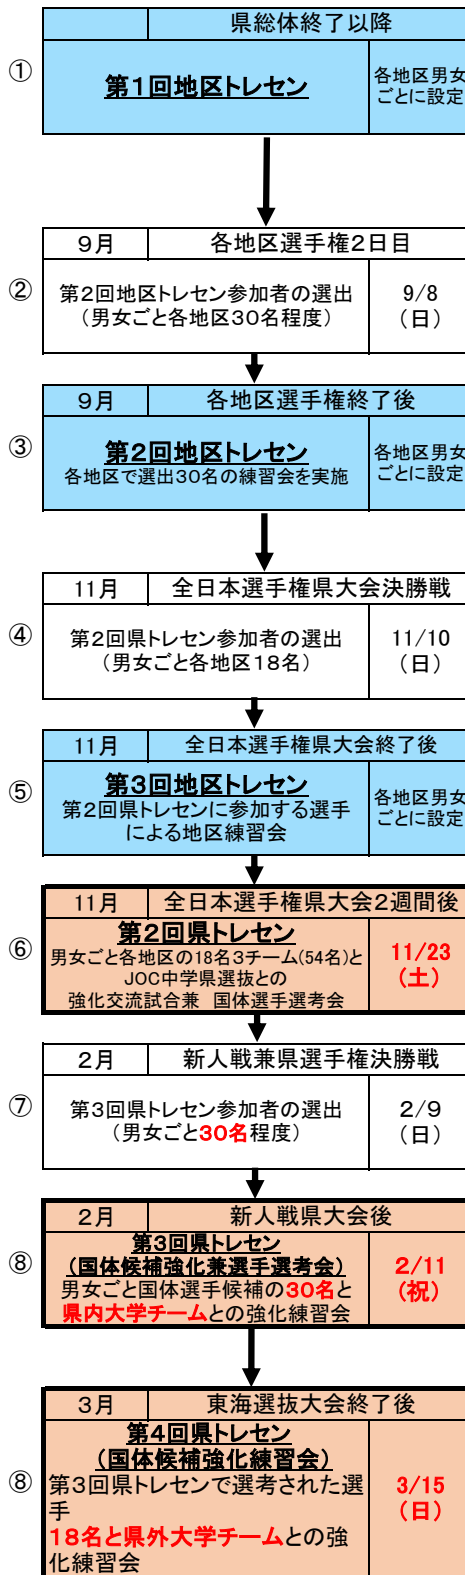 県総体終了以降
①
第1回地区トレセン
各地区男女
ごとに設定
9月
各地区選手権2日目
②
第2回地区トレセン参加者の選出
(男女ごと各地区30名程度)
9/8
(日)
9月
各地区選手権終了後
③
第2回地区トレセン
各地区で選出30名の練習会を実施
各地区男女
ごとに設定
11月
全日本選手権県大会決勝戦
④
第2回県トレセン参加者の選出
(男女ごと各地区18名)
11/10
(日)
11月
全日本選手権県大会終了後
⑤
第3回地区トレセン
第2回県トレセンに参加する選手
による地区練習会
各地区男女
ごとに設定
11月
全日本選手権県大会2週間後
⑥
第2回県トレセン
男女ごと各地区の18名3チーム(54名)と
JOC中学県選抜との
強化交流試合兼 国体選手選考会
11/23
(土)
2月
新人戦兼県選手権決勝戦
⑦
第3回県トレセン参加者の選出
(男女ごと30名程度)
2/9
(日)
2月
新人戦県大会後
⑧
第3回県トレセン
(国体候補強化兼選手選考会)
男女ごと国体選手候補の30名と
県内大学チームとの強化練習会
2/11
(祝)
3月
東海選抜大会終了後
⑧
第4回県トレセン
(国体候補強化練習会)
第3回県トレセンで選考された選
手
18名と県外大学チームとの強
化練習会
3/15
(日)